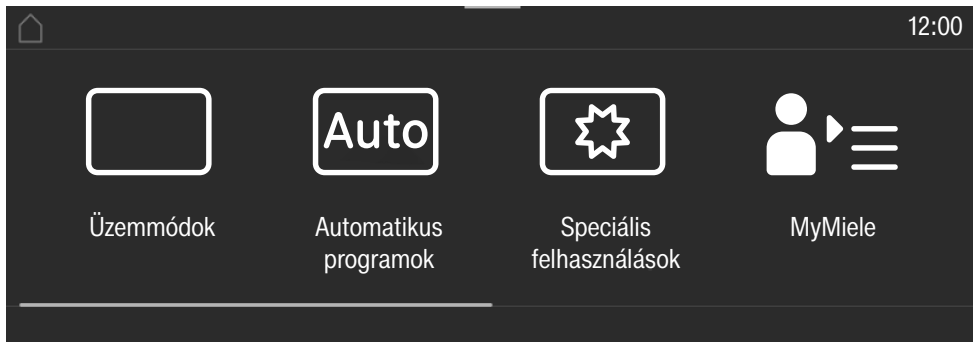 12:00
Auto
Üzemmódok
Automatikus
programok
Speciális
felhasználások
MyMiele